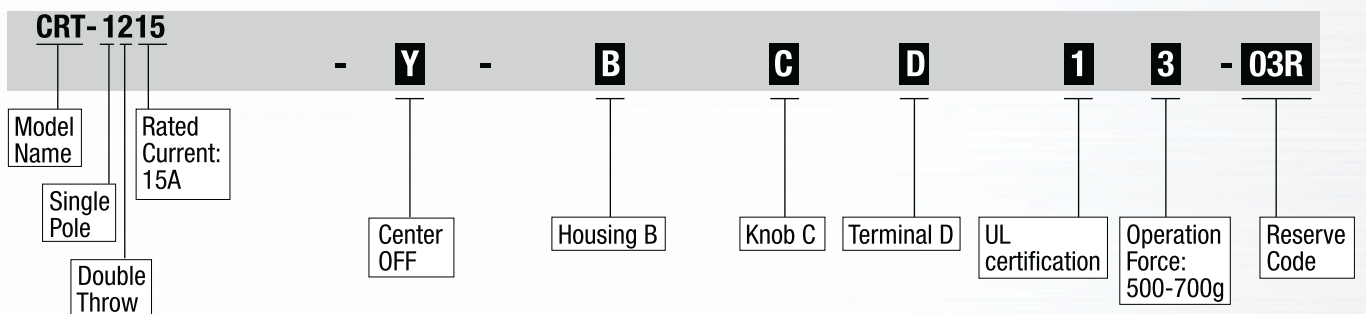 CRT-1215
- Y - B C D 1 3 - 03R
Model
Name
Single
Pole
Double
Throw
Rated
Current:
15A
Center
OFF
Housing B
Knob C
Terminal D
UL
certification
Operation
Force:
500-700g
Reserve
Code